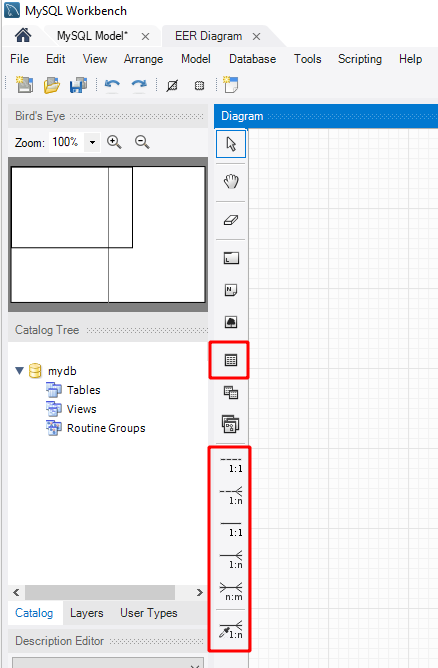 MySQL Workbench
MySQL Model* EER Diagram
File Edit View Arrange Model Database Tools Scripting Help
Bird's Eye
Diagram
Zoom: 100%
N
Catalog Tree
mydb
Tables
Views
Routine Groups
1:1
1:n
1:1
1:n
n:m
1:n
Catalog Layers User Types
Description Editor